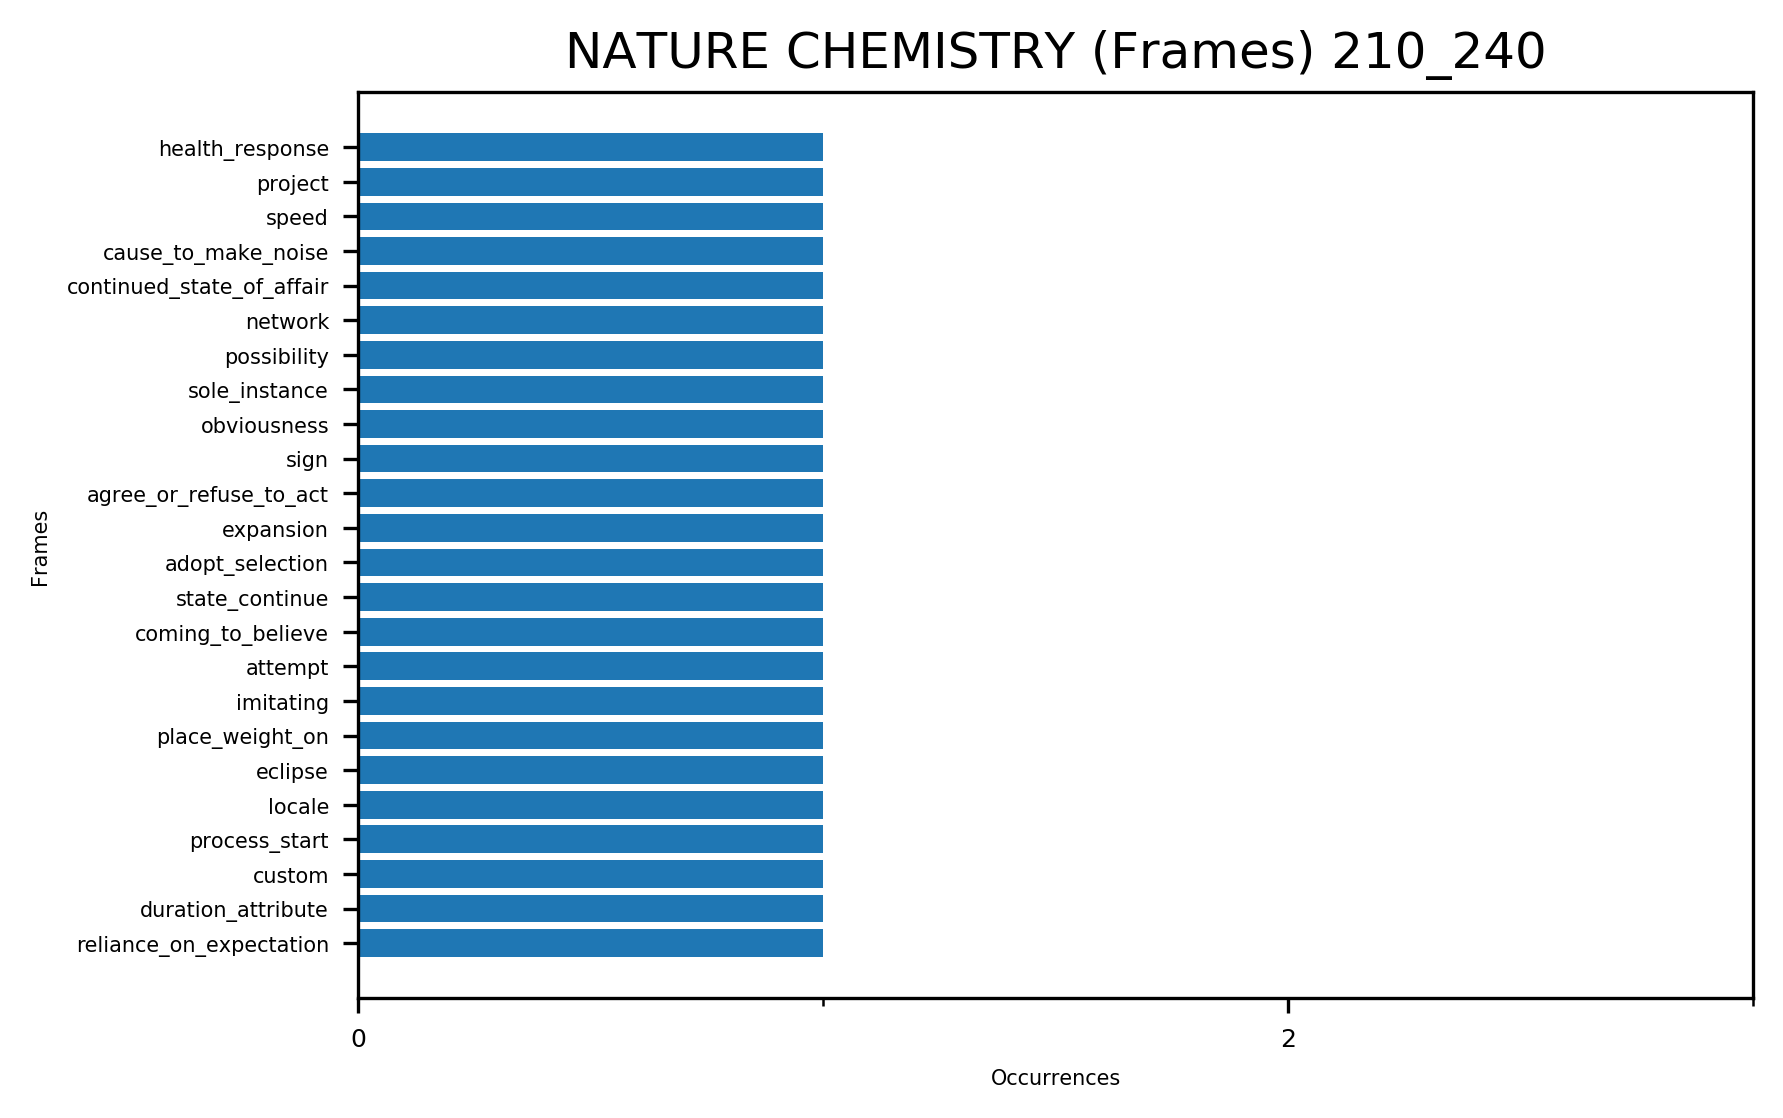 NATURE CHEMISTRY (Frames) 210_240
health_response
project
speed
cause_to_make_noise
continued_state_of_affair
network
possibility
sole_instance
obviousness
sign
agree_or_refuse_to_act
expansion
adopt_selection
state_continue
coming_to_believe
attempt
imitating
place_weight_on
eclipse
locale
process_start
custom
duration_attribute
reliance_on_expectation
Frames
0 2
Occurrences